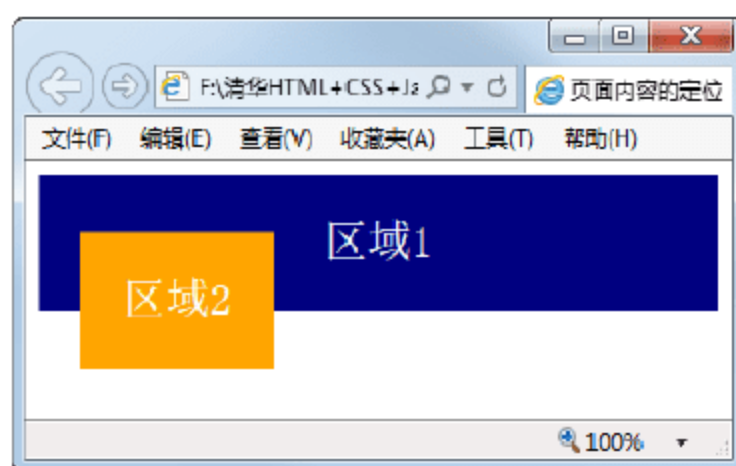 F:\清华HTML+CSS+Ja
页面内容的定位
文件(F) 编辑(E) 查看(V) 收藏夹(A) 工具(T) 帮助(H)
区域1
区域2
100%